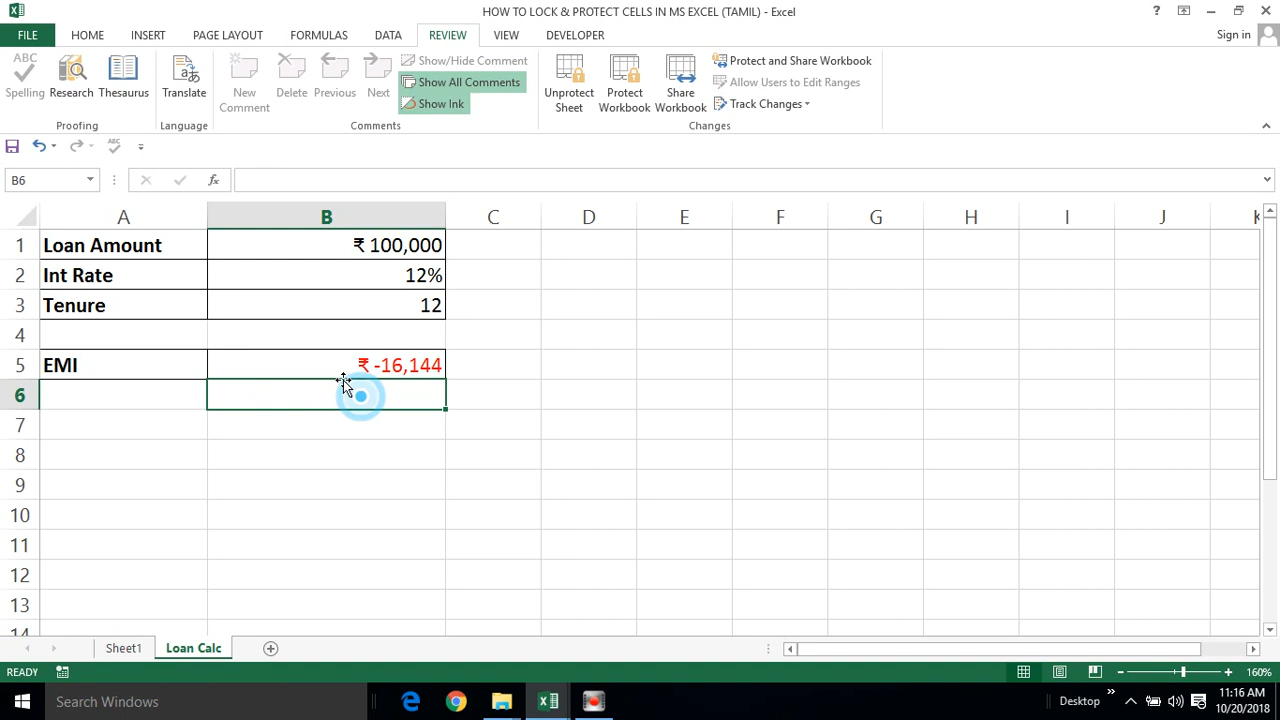 HOW TO LOCK & PROTECT CELLS IN MS EXCEL (TAMIL) - Excel
FILE HOME INSERT PAGE LAYOUT FORMULAS DATA REVIEW VIEW DEVELOPER Sign in
ABC
Spelling
Research
Thesaurus
Proofing
Translate
Language
New
Comment
Delete
Previous
Next
Show/Hide Comment
Show All Comments
Show Ink
Comments
Unprotect
Sheet
Protect
Workbook
Share
Workbook
Protect and Share Workbook
Allow Users to Edit Ranges
Track Changes
Changes
ABC
B6
fx
A B C D E F G H I J K
1 Loan Amount ₹ 100,000
2 Int Rate 12%
3 Tenure 12
4
5 EMI ₹ -16,144
6
7
8
9
10
11
12
13
14
Sheet1 Loan Calc
READY 160%
Search Windows
Desktop
11:16 AM
10/20/2018